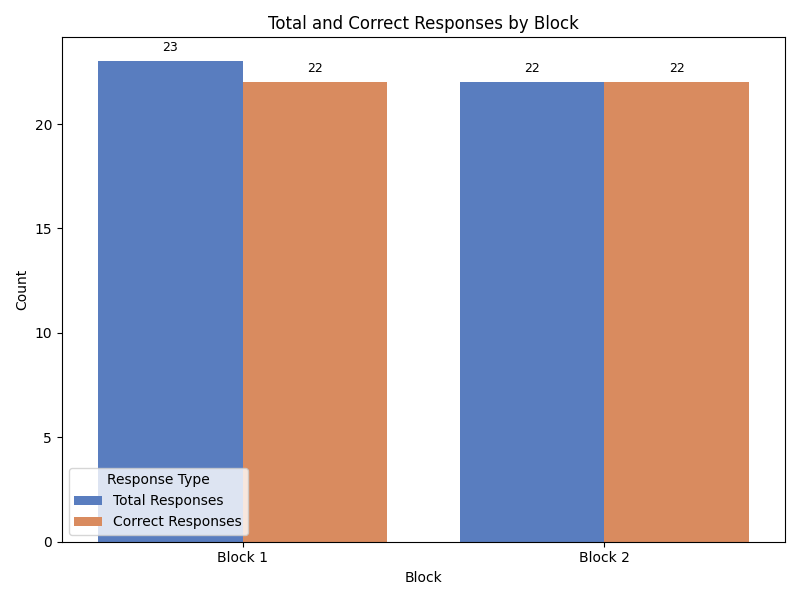 Total and Correct Responses by Block
23
22
22
22
20
15
10
5
0
Count
Response Type
Total Responses
Correct Responses
Block 1
Block 2
Block